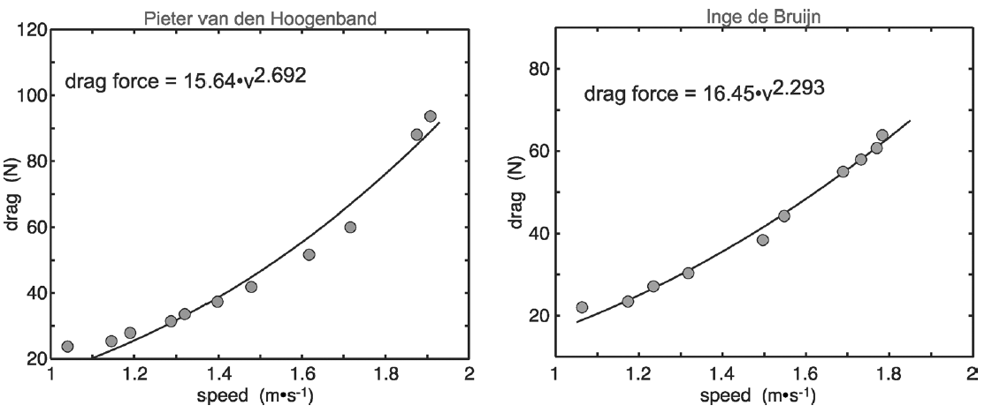 Pieter van den Hoogenband
120
100
80
60
40
20
drag (N)
drag force = 15.64•v2.692
1
1.2
1.4
1.6
1.8
2
speed (m•s-1)
Inge de Bruijn
80
60
40
20
drag (N)
drag force = 16.45•v2.293
1
1.2
1.4
1.6
1.8
2
speed (m•s-1)